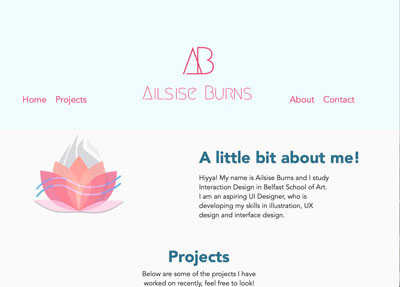 AB
Ailsise Burns
Home Projects About Contact
A little bit about me!
Hiyya! My name is Ailsise Burns and I study
Interaction Design in Belfast School of Art.
I am an aspiring UI Designer, who is
developing my skills in illustration, UX
design and interface design.
Projects
Below are some of the projects I have
worked on recently, feel free to look!